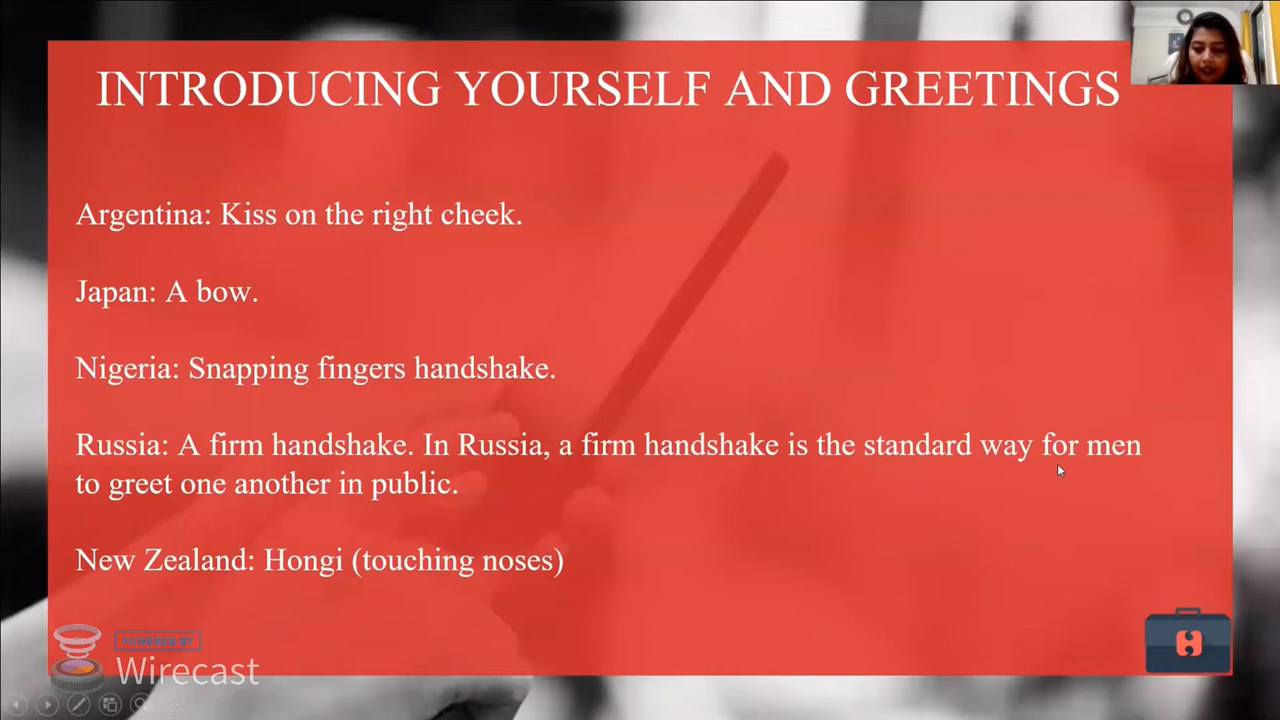 INTRODUCING YOURSELF AND GREETINGS
Argentina: Kiss on the right cheek.
Japan: A bow.
Nigeria: Snapping fingers handshake.
Russia: A firm handshake. In Russia, a firm handshake is the standard way for men
to greet one another in public.
New Zealand: Hongi (touching noses)
POWERED BY
Wirecast